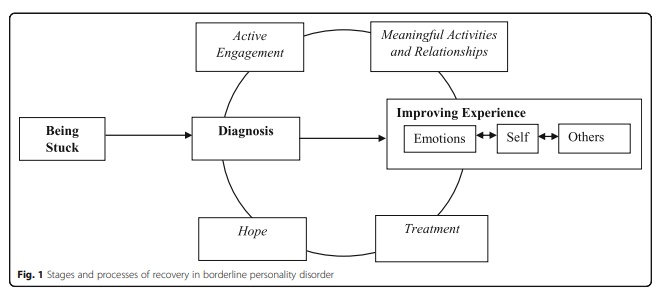 Active
Engagement
Meaningful Activities
and Relationships
Being
Stuck
Diagnosis
Improving Experience
Emotions
Self
Others
Hope
Treatment
Fig. 1 Stages and processes of recovery in borderline personality disorder